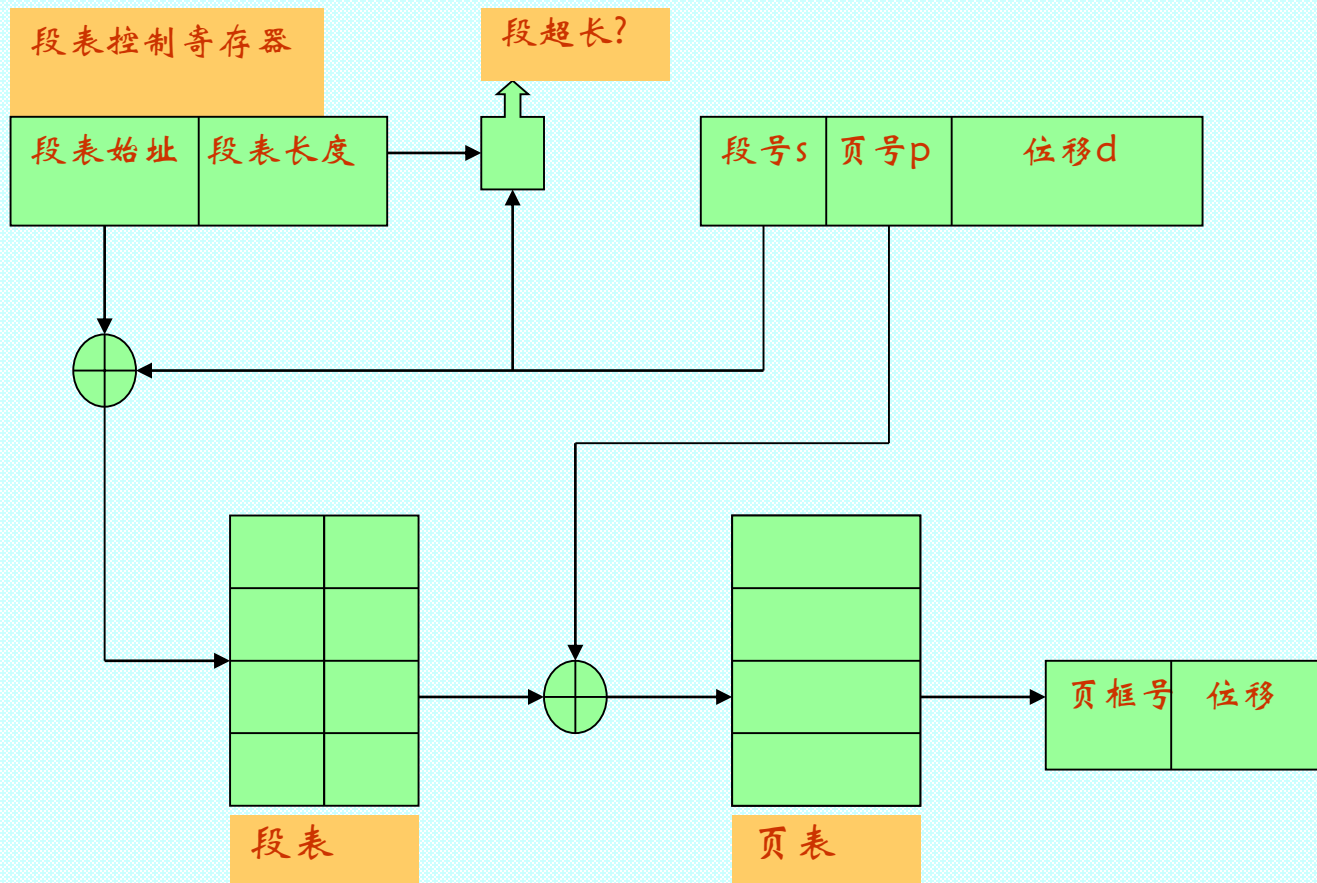 段表控制寄存器
段超长?
段表始址
段表长度
段号s
页号p
位移d
页框号
位移
段表
页表